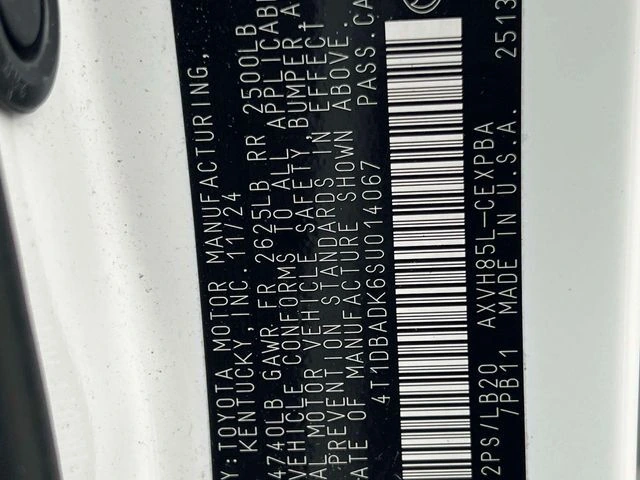 Y:TOYOTA MOTOR MANUFACTURING,
KENTUCKY, INC. 11/24
4740LB GAWR FR 2625LB RR 2500LB
VEHICLE CONFORMS TO ALL APPLICABL
AL MOTOR VEHICLE SAFETY, BUMPER, A
PREVENTION STANDARDS IN EFFECT
ATE OF MANUFACTURE SHOWN ABOVE.
4T1DBADK6SU014067 PASS.CA
2PS/LB20 AXVH85L-CEXPBA
/PB11 MADE IN U.S.A. 2513